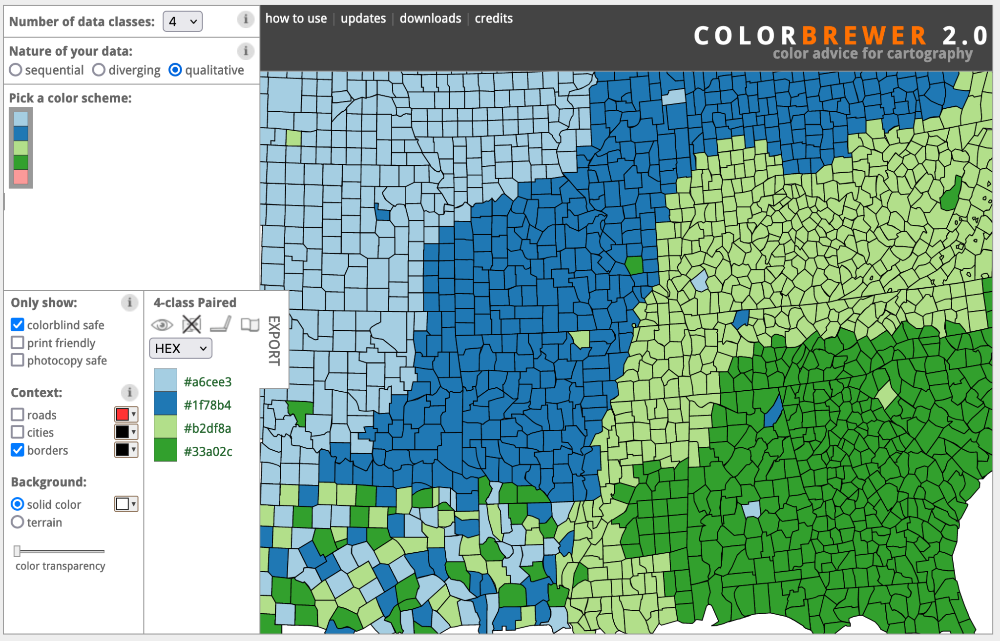 Number of data classes: 4 i
how to use | updates | downloads | credits
COLORBREWER 2.0
color advice for cartography
Nature of your data: i
sequential diverging qualitative
Pick a color scheme:
Only show: i
colorblind safe
print friendly
photocopy safe
Context: i
roads
cities
borders
Background:
solid color
terrain
color transparency
4-class Paired
HEX
#a6cee3
#1f78b4
#b2df8a
#33a02c
EXPORT